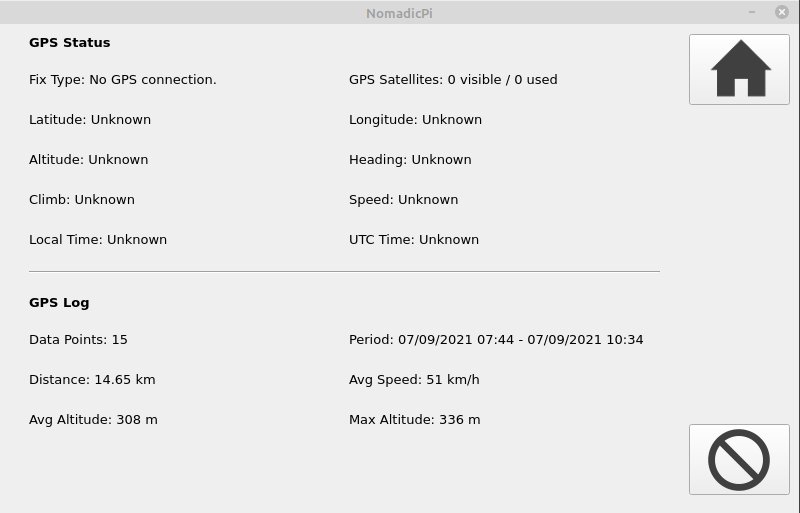 NomadicPi
GPS Status
Fix Type: No GPS connection.
GPS Satellites: 0 visible / 0 used
Latitude: Unknown
Longitude: Unknown
Altitude: Unknown
Heading: Unknown
Climb: Unknown
Speed: Unknown
Local Time: Unknown
UTC Time: Unknown
GPS Log
Data Points: 15
Period: 07/09/2021 07:44 - 07/09/2021 10:34
Distance: 14.65 km
Avg Speed: 51 km/h
Avg Altitude: 308 m
Max Altitude: 336 m